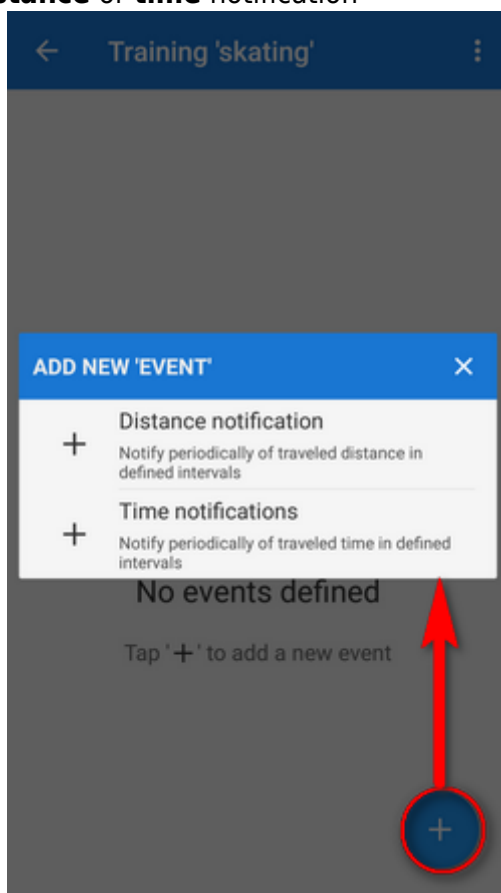 stance or time notification
Training 'skating'
ADD NEW 'EVENT'
Distance notification
Notify periodically of traveled distance in
defined intervals
Time notifications
Notify periodically of traveled time in defined
intervals
No events defined
Tap '+' to add a new event